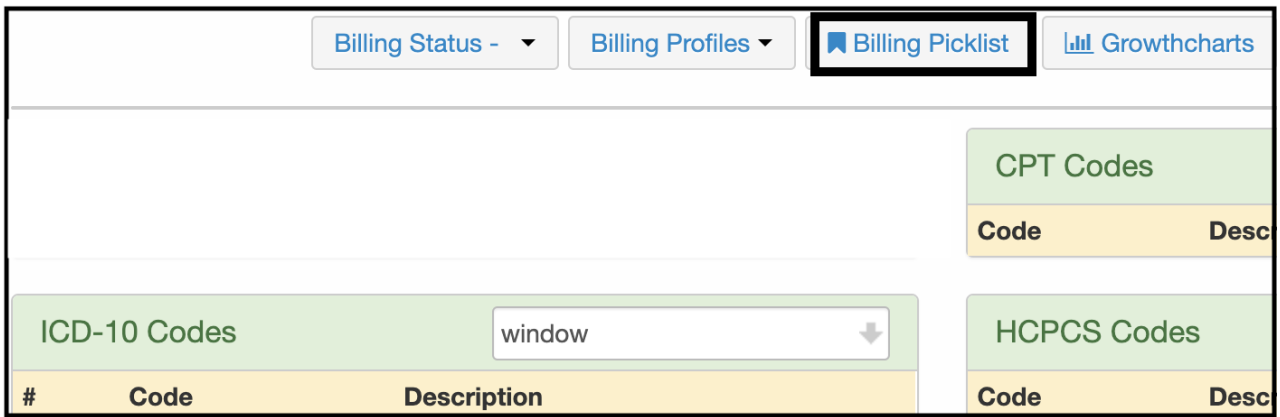 Billing Status - Billing Profiles Billing Picklist Growthcharts
CPT Codes
Code
ICD-10 Codes window HCPCS Codes
# Code Description Code